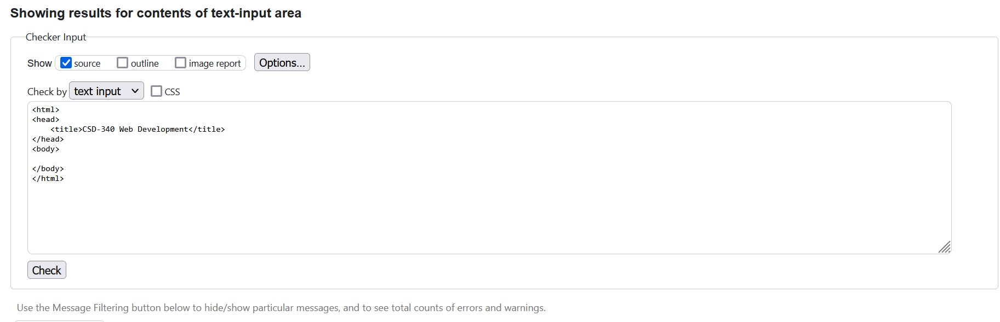 Showing results for contents of text-input area
Checker Input
Show source outline image report Options...
Check by text input CSS
<html>
<head>
    <title>CSD-340 Web Development</title>
</head>
<body>

</body>
</html>
Check
Use the Message Filtering button below to hide/show particular messages, and to see total counts of errors and warnings.